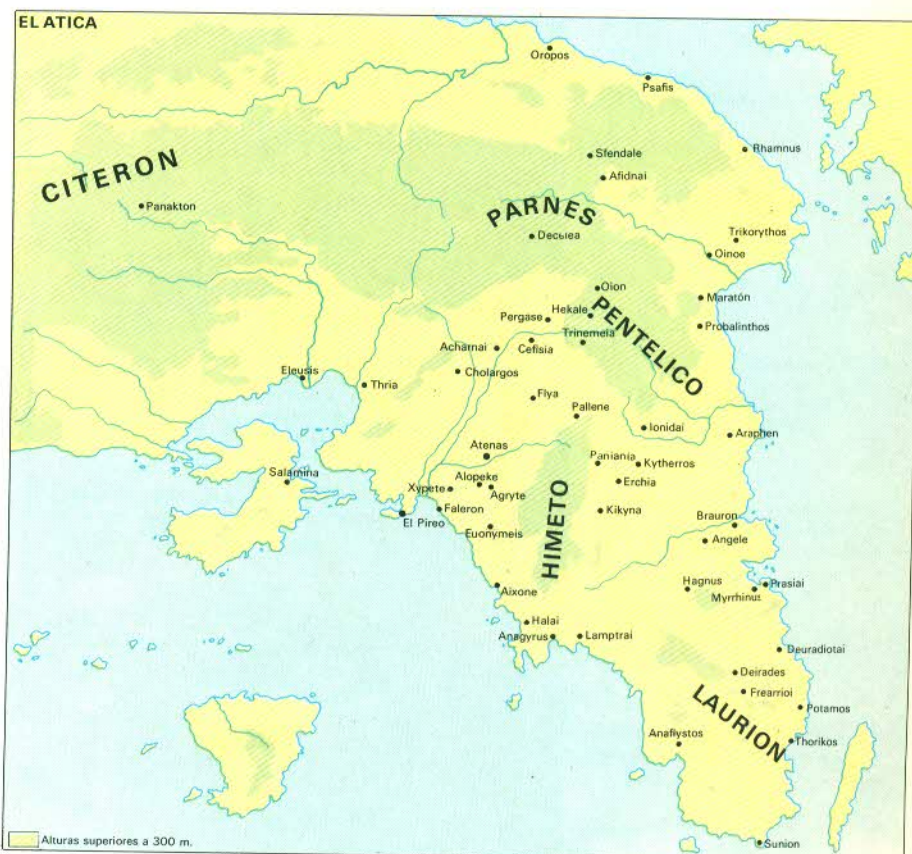 EL ATICA
Oropos
Psafis
Sfendale
Rhamnus
Afidnai
CITERON
Panakton
PARNES
Decelea
Trikorythos
Oinoe
Oion
Maratón
Hekale
Pergase
PENTELICO
Probalinthos
Trinemeia
Acharnai
Cefisia
Eleusis
Thria
Cholargos
Flya
Pallene
Ionidai
Araphen
Atenas
Paniania
Kytherros
Salamina
Alopeke
Erchia
Xypete
Agryte
HIMETO
Faleron
Kikyna
El Pireo
Brauron
Euonymeis
Angele
Aixone
Hagnus
Prasiai
Myrrhinus
Halai
Anagyrus
Lamptrai
Deuradiotai
Deirades
LAURION
Frearrioi
Potamos
Anaflystos
Thorikos
Alturas superiores a 300 m.
Sunion